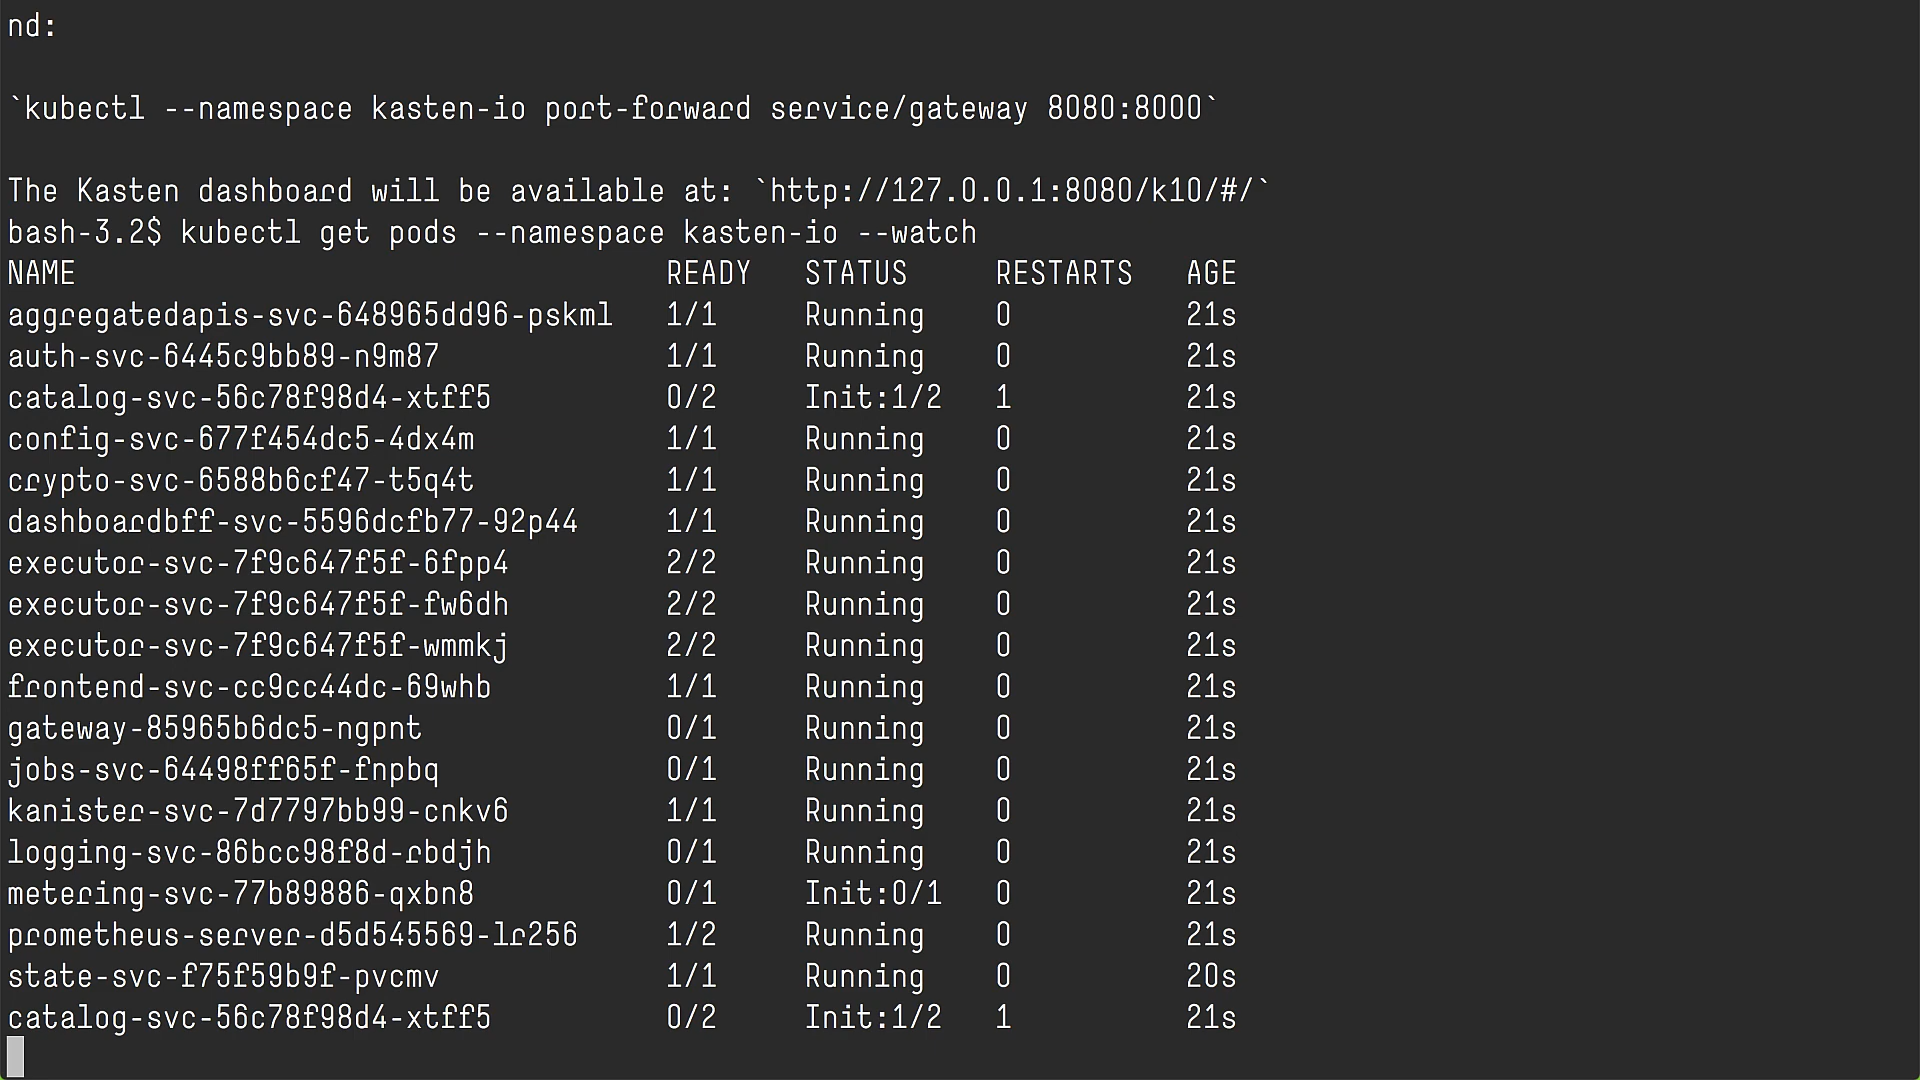 nd:
`kubectl --namespace kasten-io port-forward service/gateway 8080:8000`
The Kasten dashboard will be available at: `http://127.0.0.1:8080/k10/#/`
bash-3.2$ kubectl get pods --namespace kasten-io --watch
NAME READY STATUS RESTARTS AGE
aggregatedapis-svc-648965dd96-pskml 1/1 Running 0 21s
auth-svc-6445c9bb89-n9m87 1/1 Running 0 21s
catalog-svc-56c78f98d4-xtff5 0/2 Init:1/2 1 21s
config-svc-677f454dc5-4dx4m 1/1 Running 0 21s
crypto-svc-6588b6cf47-t5q4t 1/1 Running 0 21s
dashboardbff-svc-5596dcfb77-92p44 1/1 Running 0 21s
executor-svc-7f9c647f5f-6fpp4 2/2 Running 0 21s
executor-svc-7f9c647f5f-fw6dh 2/2 Running 0 21s
executor-svc-7f9c647f5f-wmmkj 2/2 Running 0 21s
frontend-svc-cc9cc44dc-69whb 1/1 Running 0 21s
gateway-85965b6dc5-ngpnt 0/1 Running 0 21s
jobs-svc-64498ff65f-fnpbq 0/1 Running 0 21s
kanister-svc-7d7797bb99-cnkv6 1/1 Running 0 21s
logging-svc-86bcc98f8d-rbdjh 0/1 Running 0 21s
metering-svc-77b89886-qxbn8 0/1 Init:0/1 0 21s
prometheus-server-d5d545569-lr256 1/2 Running 0 21s
state-svc-f75f59b9f-pvcmv 1/1 Running 0 20s
catalog-svc-56c78f98d4-xtff5 0/2 Init:1/2 1 21s